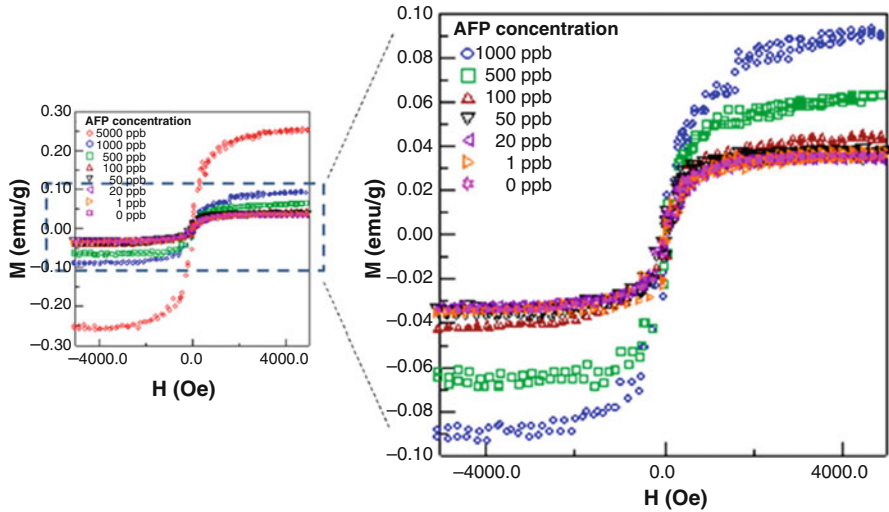 AFP concentration
5000 ppb
1000 ppb
500 ppb
100 ppb
50 ppb
20 ppb
1 ppb
0 ppb
0.30
0.20
0.10
0.00
−0.10
−0.20
−0.30
M (emu/g)
−4000.0 0.0 4000.0
H (Oe)
AFP concentration
1000 ppb
500 ppb
100 ppb
50 ppb
20 ppb
1 ppb
0 ppb
0.10
0.08
0.06
0.04
0.02
0.00
−0.02
−0.04
−0.06
−0.08
−0.10
M (emu/g)
−4000.0 0.0 4000.0
H (Oe)